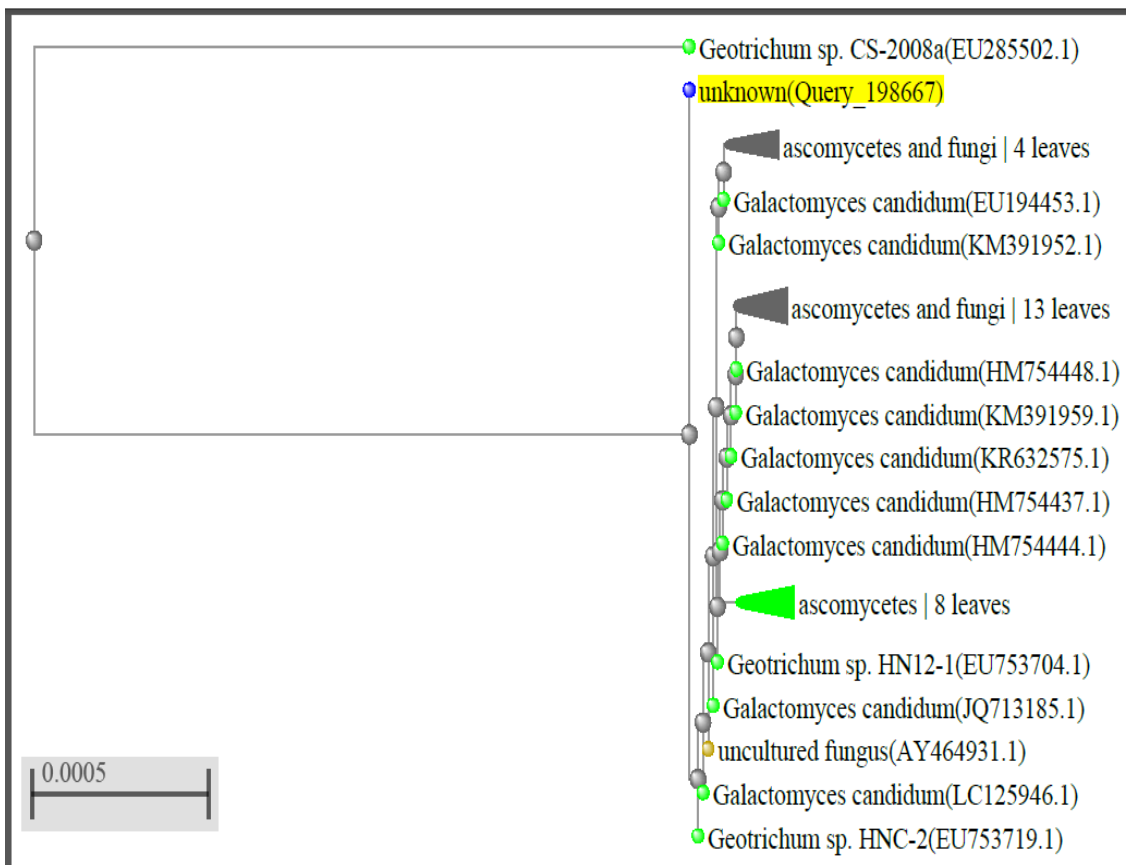 Geotrichum sp. CS-2008a(EU285502.1)
unknown(Query_198667)
ascomycetes and fungi | 4 leaves
Galactomyces candidum(EU194453.1)
Galactomyces candidum(KM391952.1)
ascomycetes and fungi | 13 leaves
Galactomyces candidum(HM754448.1)
Galactomyces candidum(KM391959.1)
Galactomyces candidum(KR632575.1)
Galactomyces candidum(HM754437.1)
Galactomyces candidum(HM754444.1)
ascomycetes | 8 leaves
Geotrichum sp. HN12-1(EU753704.1)
Galactomyces candidum(JQ713185.1)
uncultured fungus(AY464931.1)
Galactomyces candidum(LC125946.1)
Geotrichum sp. HNC-2(EU753719.1)
0.0005